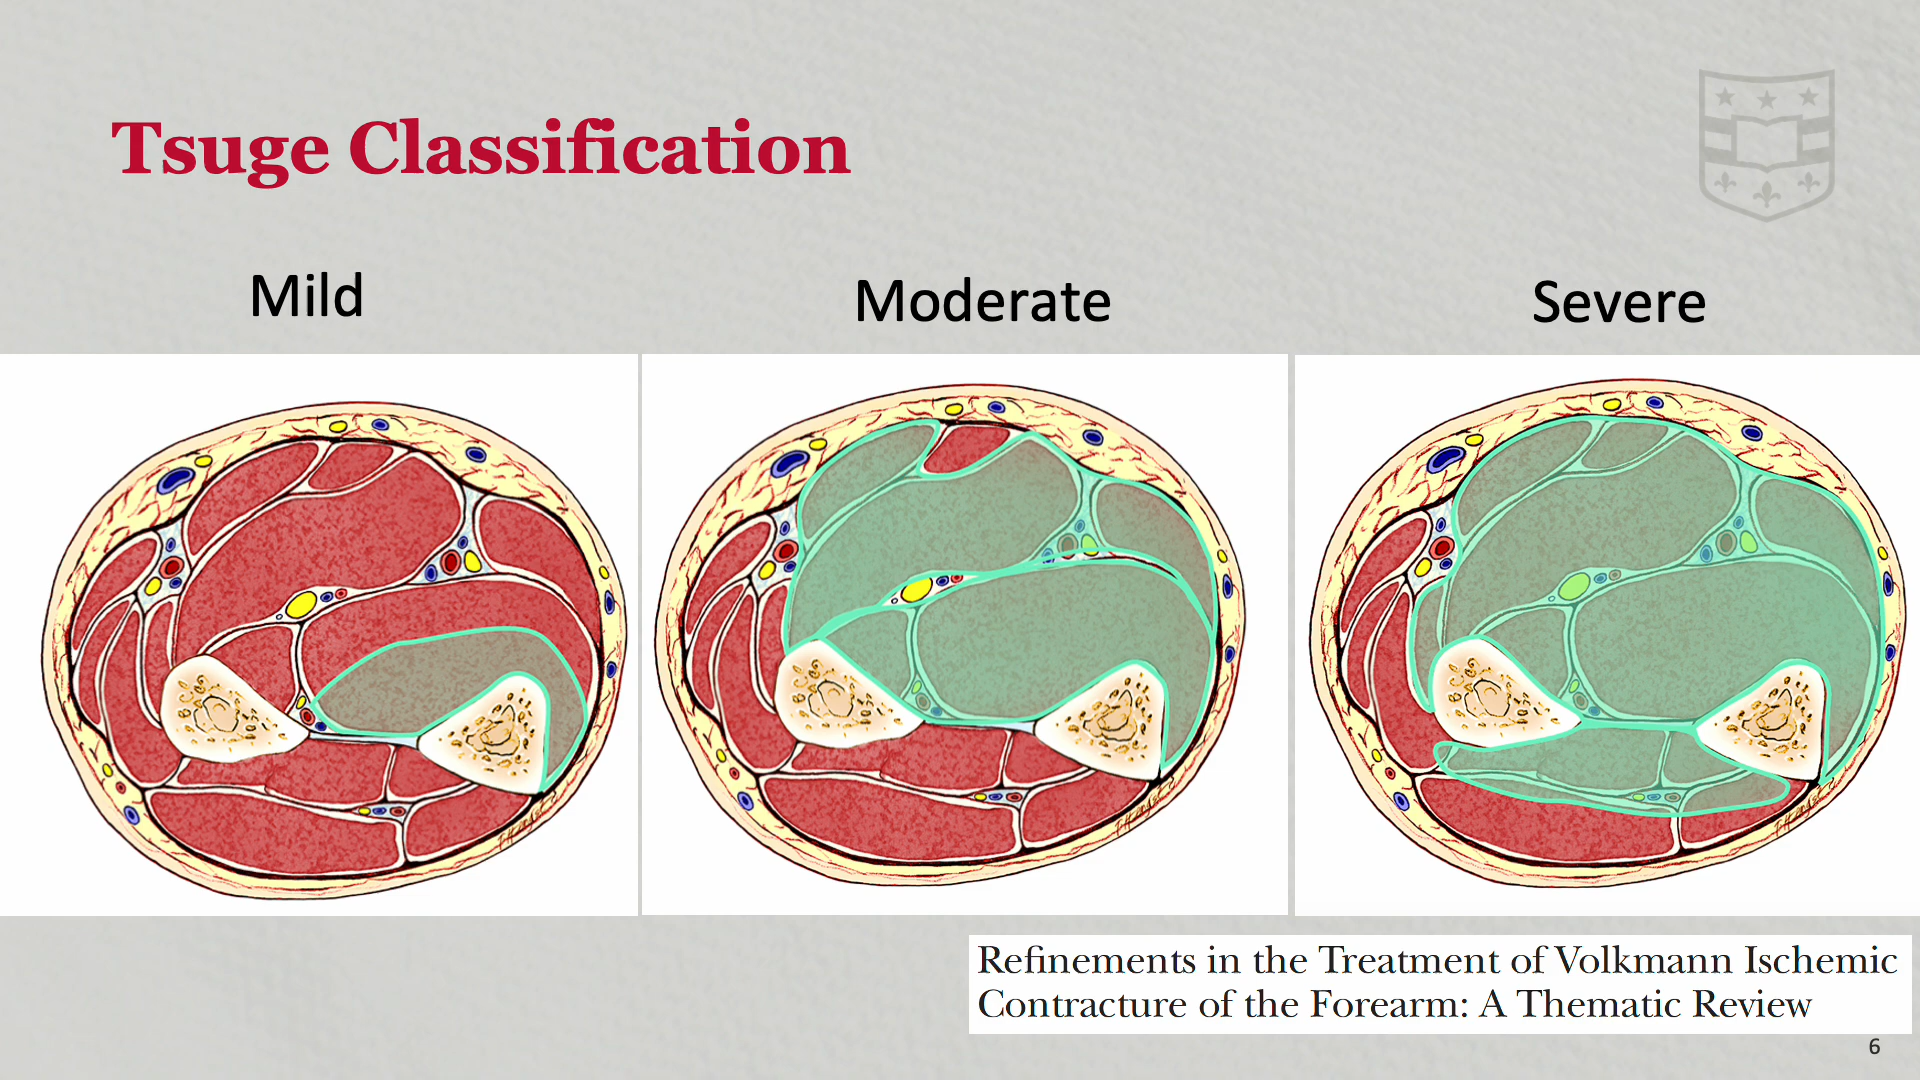 Tsuge Classification
Mild
Moderate
Severe
Refinements in the Treatment of Volkmann Ischemic
Contracture of the Forearm: A Thematic Review
6